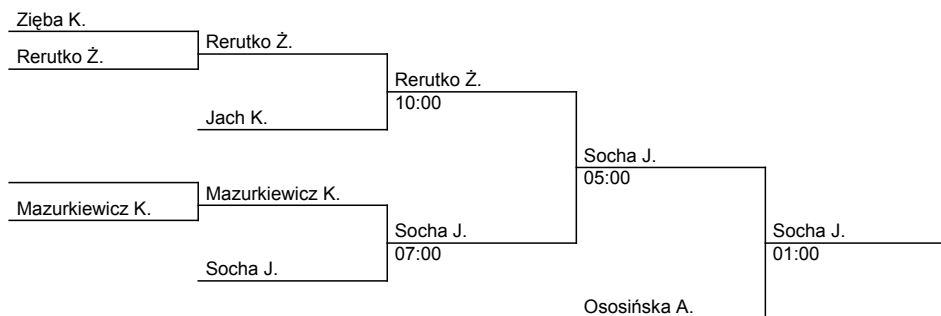 Zięba K.
Rerutko Ż.
Rerutko Ż.
Rerutko Ż.
10:00
Jach K.
Socha J.
05:00
Mazurkiewicz K.
Mazurkiewicz K.
Socha J.
07:00
Socha J.
01:00
Socha J.
Ososińska A.